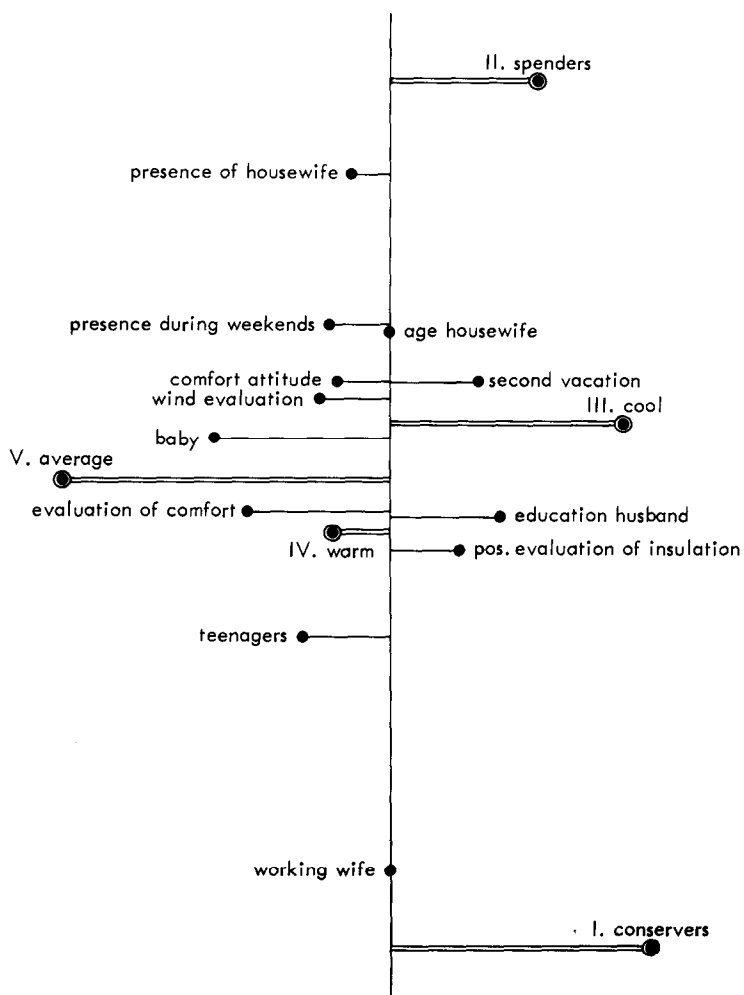 II. spenders
presence of housewife
presence during weekends
age housewife
comfort attitude
second vacation
wind evaluation
III. cool
baby
V. average
evaluation of comfort
education husband
IV. warm
pos. evaluation of insulation
teenagers
working wife
I. conservers